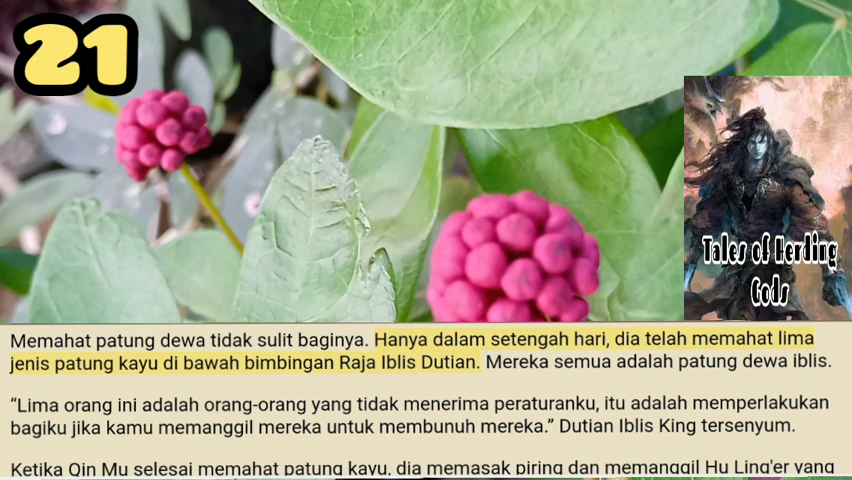 21
Tales of Herding
Gods
Memahat patung dewa tidak sulit baginya. Hanya dalam setengah hari, dia telah memahat lima
jenis patung kayu di bawah bimbingan Raja Iblis Dutian. Mereka semua adalah patung dewa iblis.
“Lima orang ini adalah orang-orang yang tidak menerima peraturanku, itu adalah memperlakukan
bagiku jika kamu memanggil mereka untuk membunuh mereka.” Dutian Iblis King tersenyum.
Ketika Qin Mu selesai memahat patung kayu, dia memasak piring dan memanggil Hu Ling'er yang